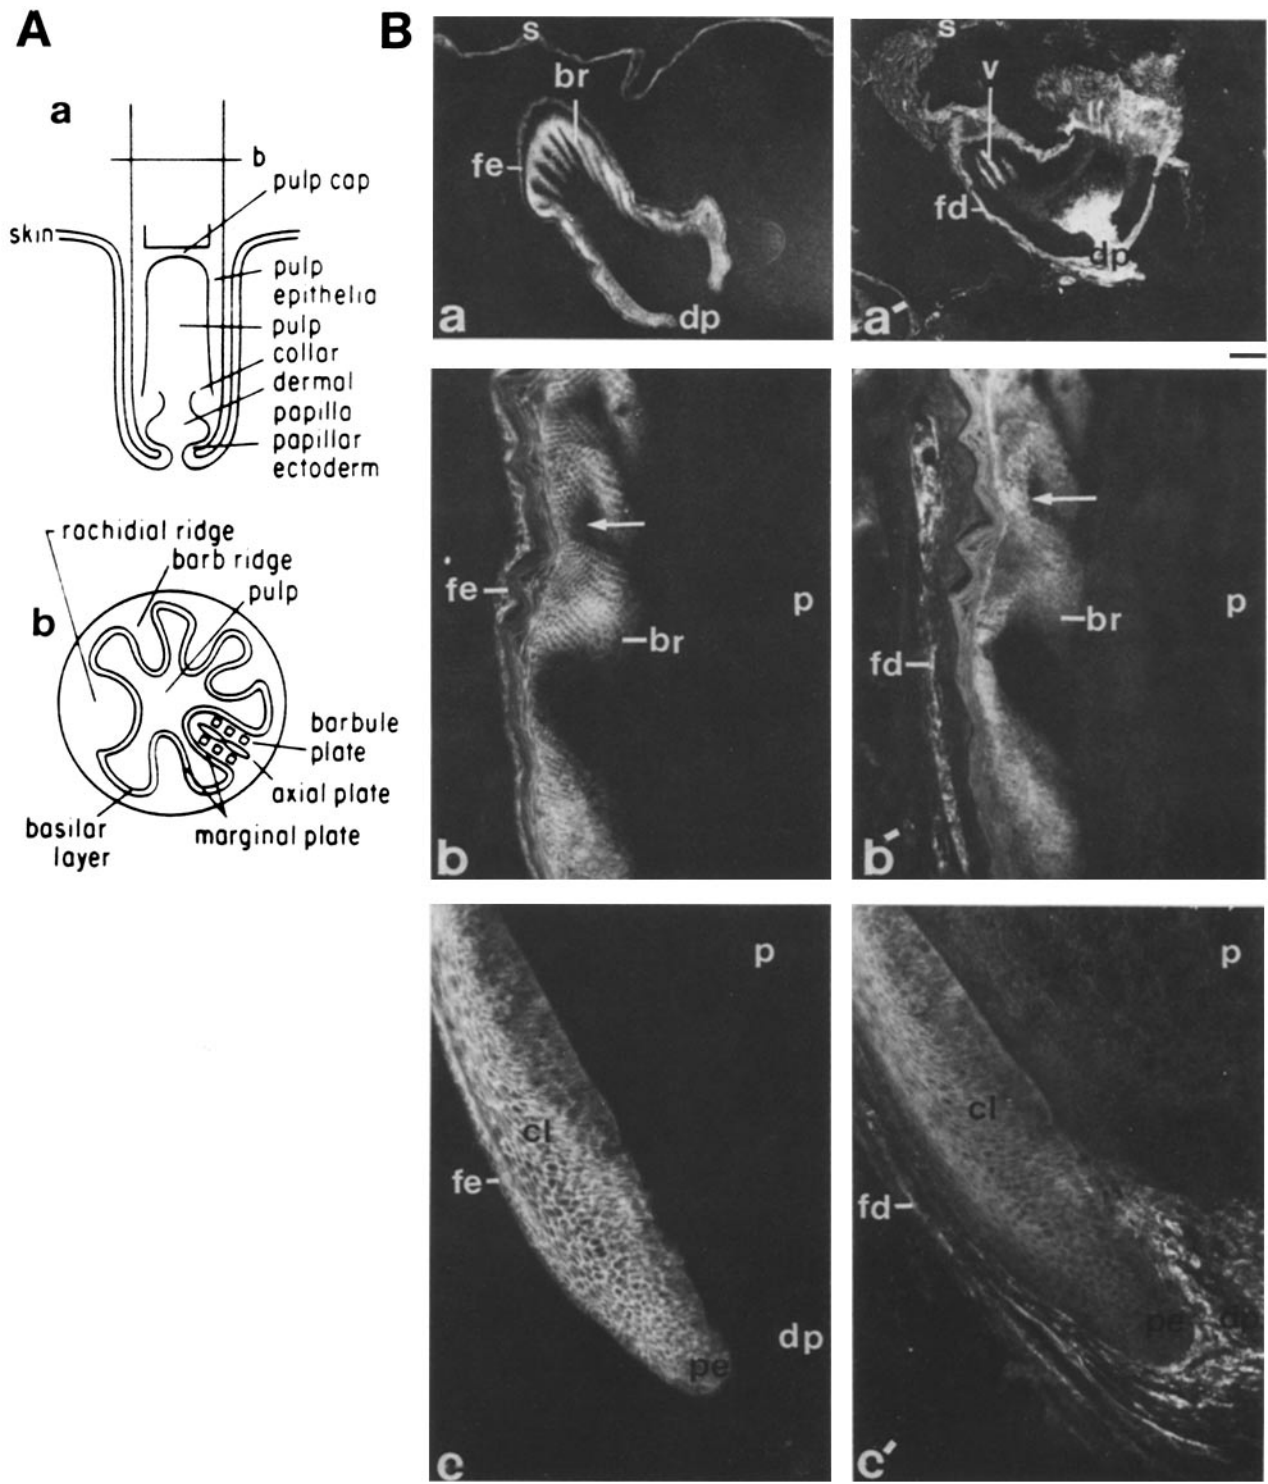 A
a
b
pulp cap
skin
pulp
epithelia
pulp
collar
dermal
papilla
papillar
ectoderm
rachidial ridge
barb ridge
pulp
b
barbule
plate
axial plate
marginal plate
basilar
layer
B
s
br
fe
dp
a
s
v
fd
dp
a'
fe
br
p
b
fd
br
p
b'
p
cl
fe
pe
dp
c
p
cl
fd
pe
dp
c'